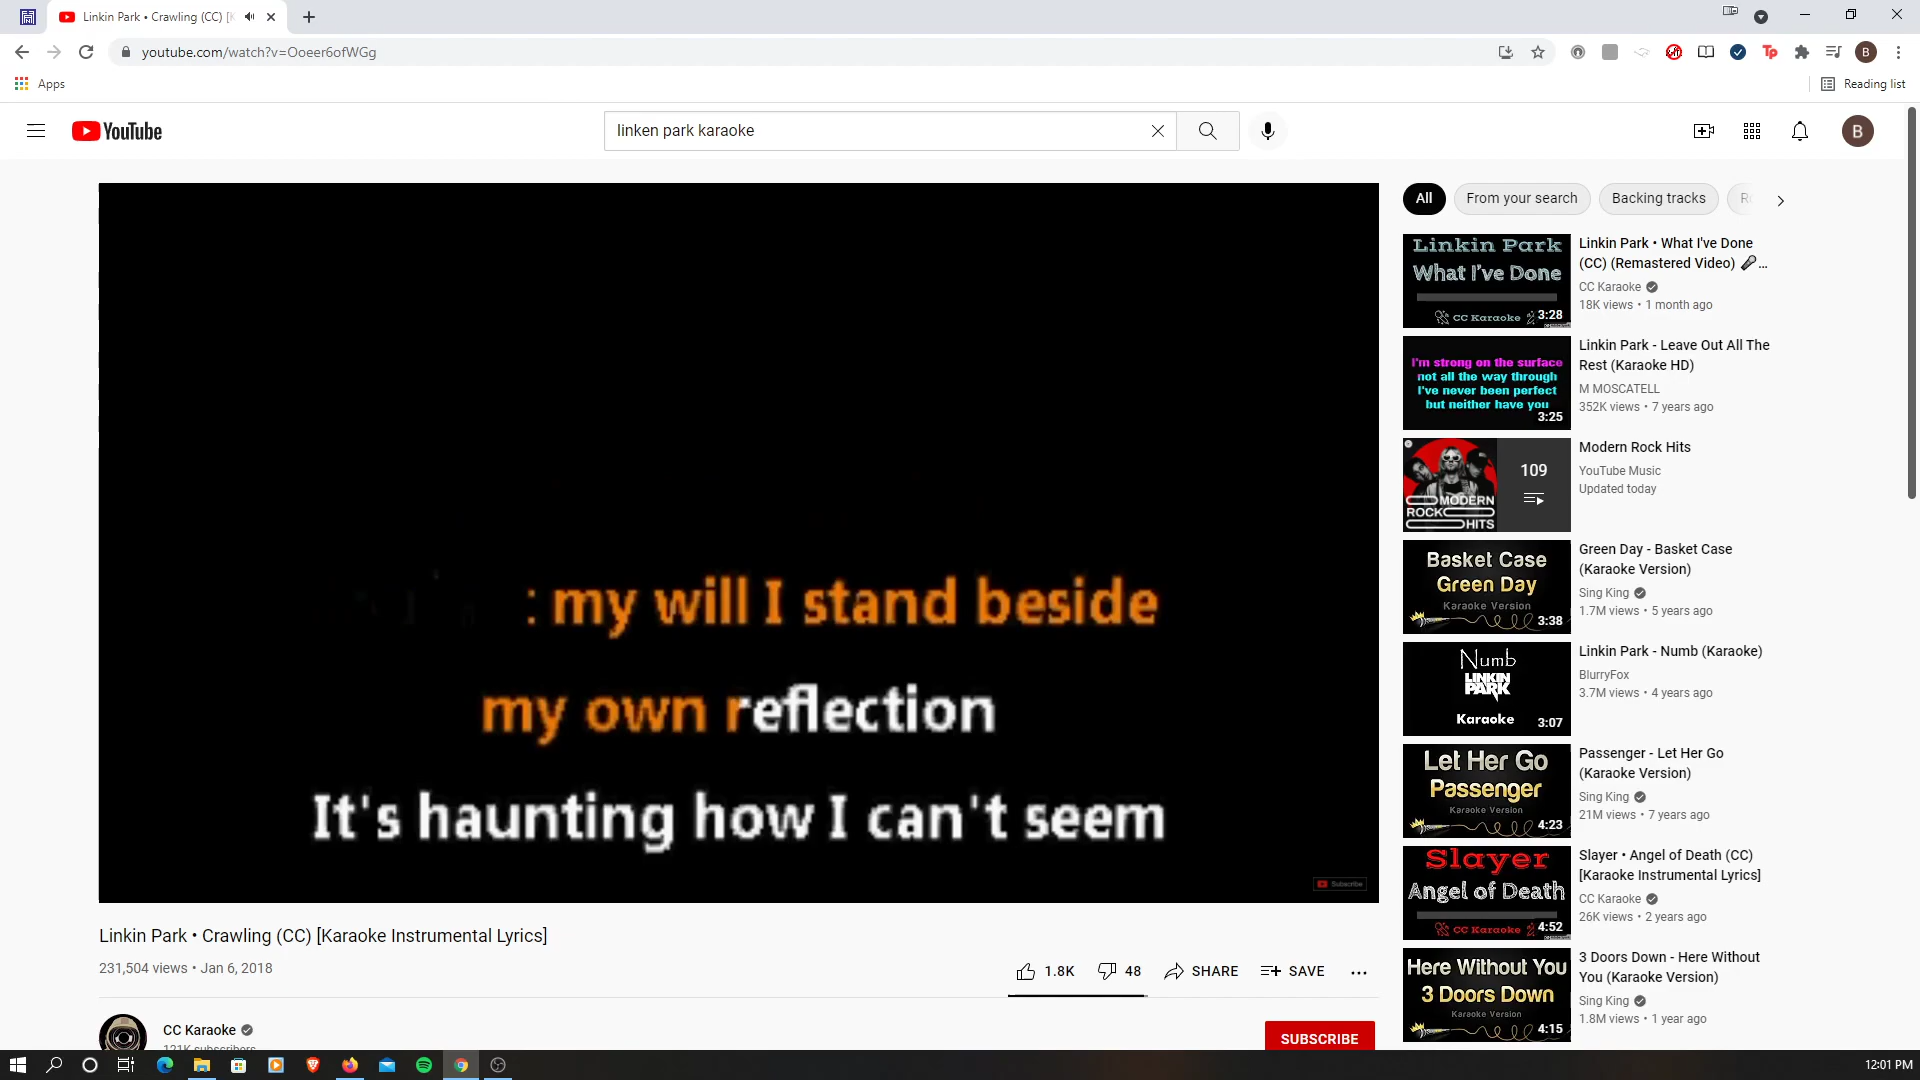 Linkin Park • Crawling (CC) [K
youtube.com/watch?v=Ooeer6ofWGg
Tp
B
Apps
Reading list
YouTube
linken park karaoke
B
All
From your search
Backing tracks
: my will I stand beside
my own reflection
It's haunting how I can't seem
Subscribe
Linkin Park • Crawling (CC) [Karaoke Instrumental Lyrics]
231,504 views • Jan 6, 2018
1.8K
48
SHARE
SAVE
CC Karaoke
121K subscribers
SUBSCRIBE
Linkin Park
What I've Done
CC Karaoke
3:28
Linkin Park • What I've Done
(CC) (Remastered Video) 🎤...
CC Karaoke
18K views • 1 month ago
I'm strong on the surface
not all the way through
I've never been perfect
but neither have you
3:25
Linkin Park - Leave Out All The
Rest (Karaoke HD)
M MOSCATELL
352K views • 7 years ago
MODERN
ROCK
HITS
109
Modern Rock Hits
YouTube Music
Updated today
Basket Case
Green Day
Karaoke Version
3:38
Green Day - Basket Case
(Karaoke Version)
Sing King
1.7M views • 5 years ago
Numb
LINKIN
PARK
Karaoke
3:07
Linkin Park - Numb (Karaoke)
BlurryFox
3.7M views • 4 years ago
Let Her Go
Passenger
Karaoke Version
4:23
Passenger - Let Her Go
(Karaoke Version)
Sing King
21M views • 7 years ago
Slayer
Angel of Death
CC Karaoke
4:52
Slayer • Angel of Death (CC)
[Karaoke Instrumental Lyrics]
CC Karaoke
26K views • 2 years ago
Here Without You
3 Doors Down
Karaoke Version
4:15
3 Doors Down - Here Without
You (Karaoke Version)
Sing King
1.8M views • 1 year ago
12:01 PM